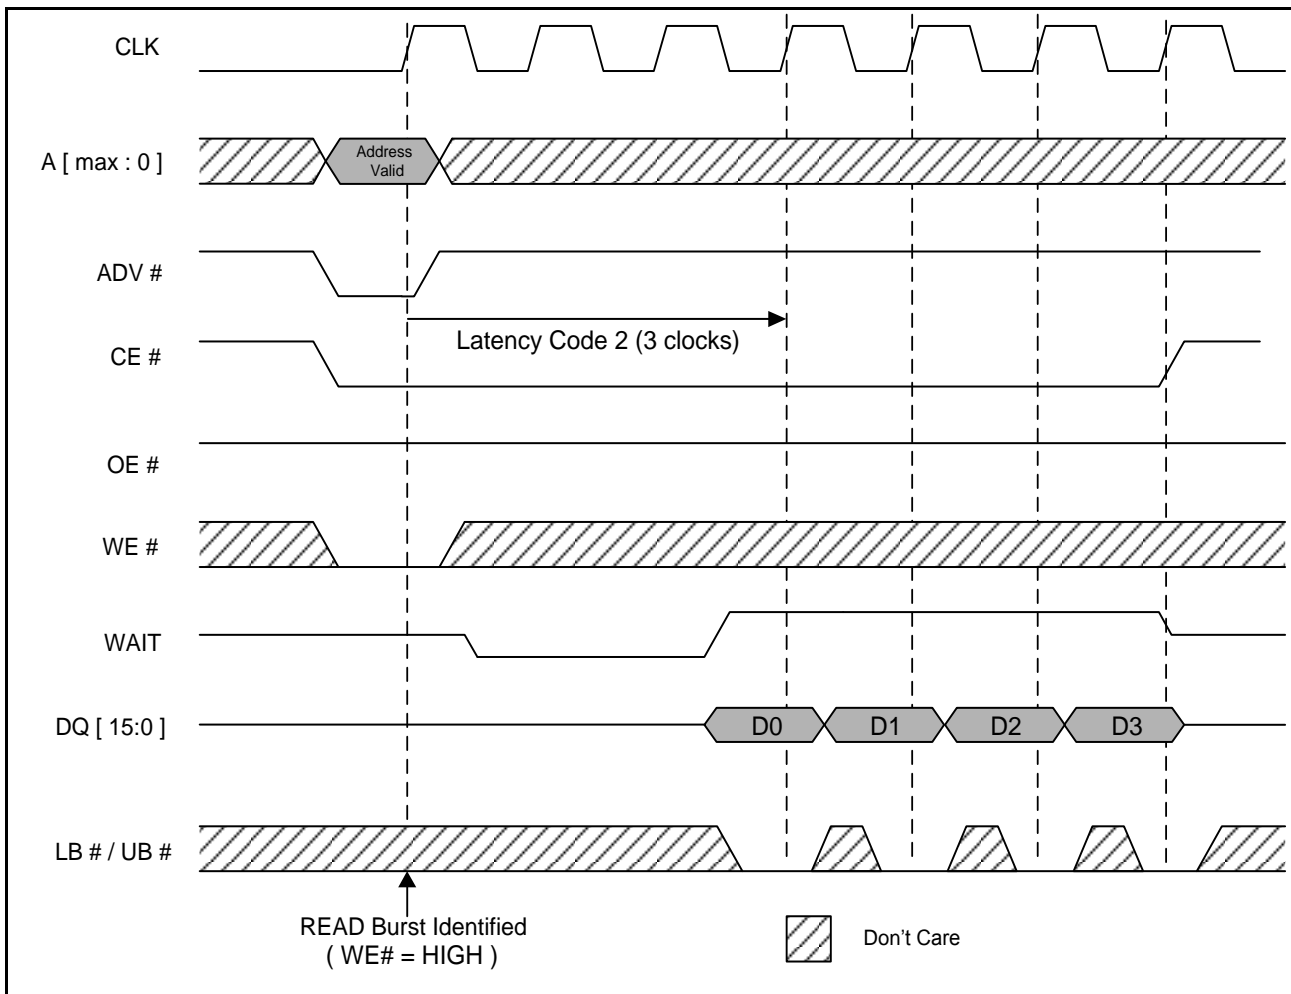 CLK
A [ max : 0 ]
Address
Valid
ADV #
Latency Code 2 (3 clocks)
CE #
OE #
WE #
WAIT
DQ [ 15:0 ]
D0
D1
D2
D3
LB # / UB #
READ Burst Identified
( WE# = HIGH )
Don't Care